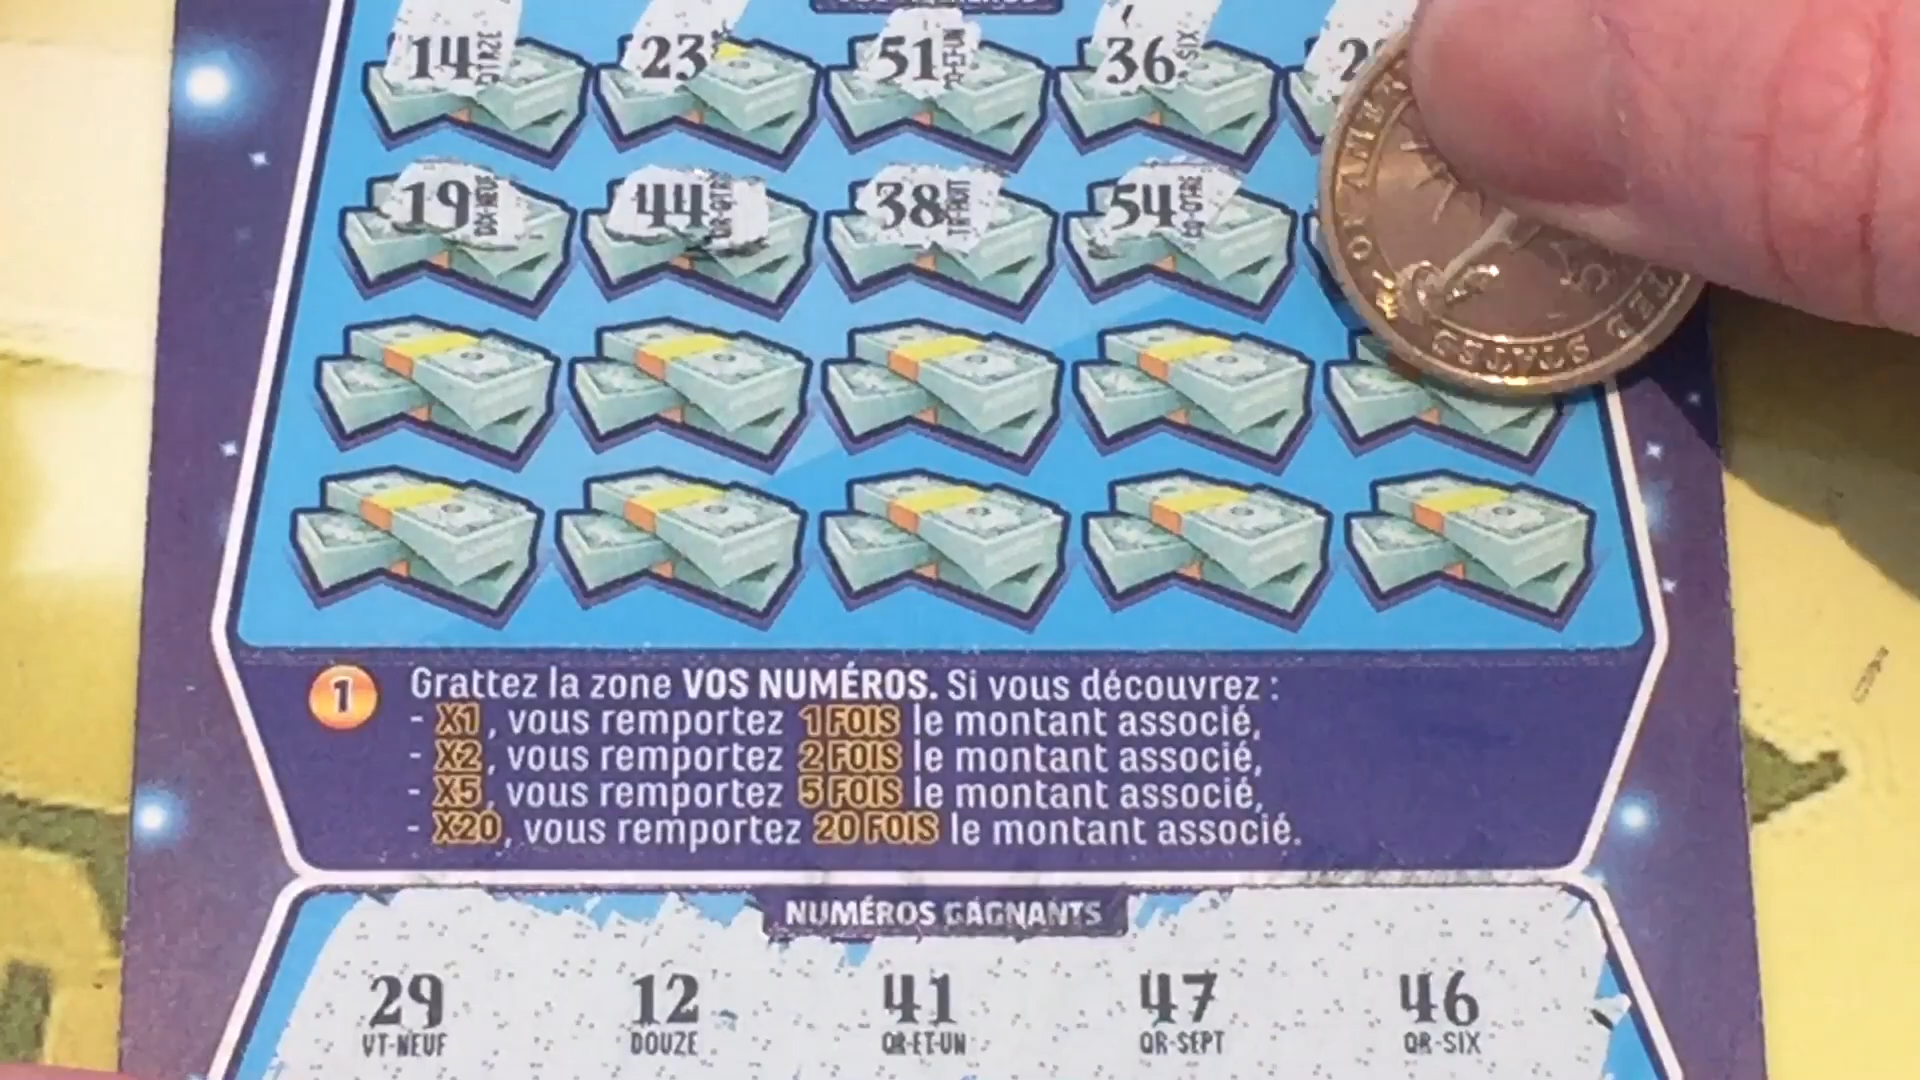 14 23 51 36
19 44 38 54
1 Grattez la zone VOS NUMÉROS. Si vous découvrez :
- X1, vous remportez 1 FOIS le montant associé,
- X2, vous remportez 2 FOIS le montant associé,
- X5, vous remportez 5 FOIS le montant associé,
- X20, vous remportez 20 FOIS le montant associé.
NUMÉROS GAGNANTS
29 12 41 47 46
VT-NEUF DOUZE QR-ET-UN QR-SEPT QR-SIX